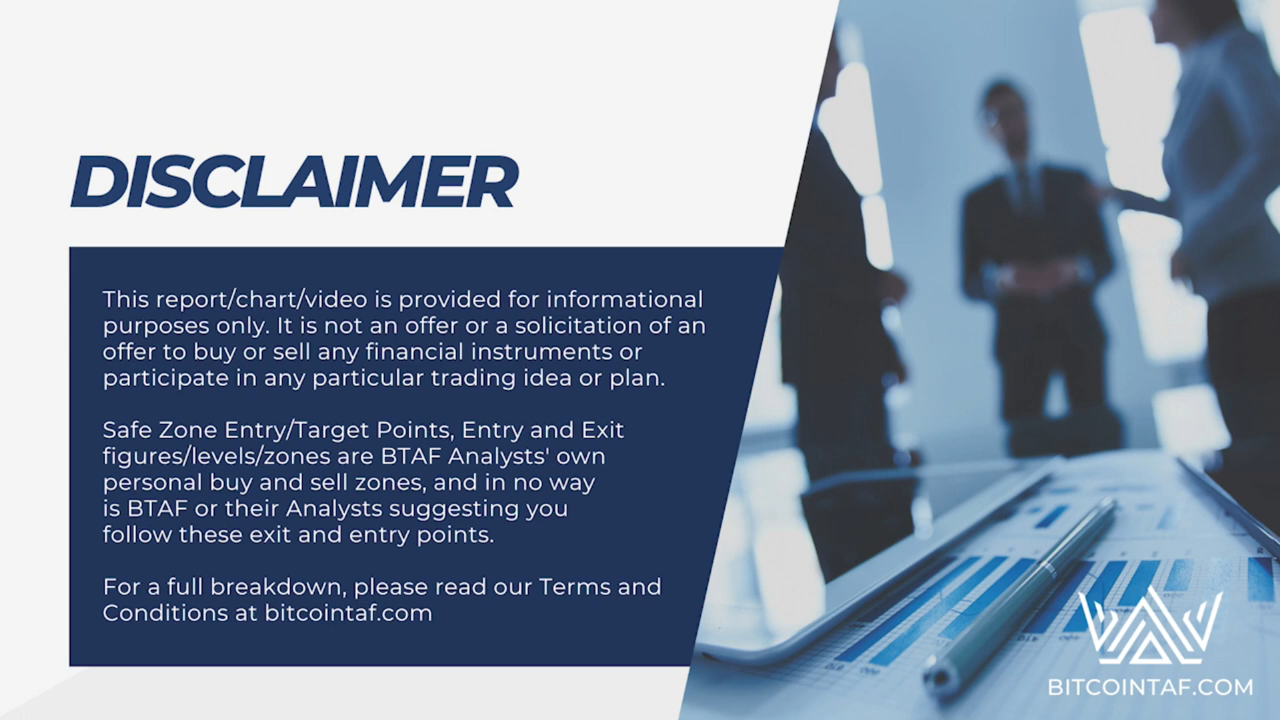 DISCLAIMER
This report/chart/video is provided for informational
purposes only. It is not an offer or a solicitation of an
offer to buy or sell any financial instruments or
participate in any particular trading idea or plan.
Safe Zone Entry/Target Points, Entry and Exit
figures/levels/zones are BTAF Analysts' own
personal buy and sell zones, and in no way
is BTAF or their Analysts suggesting you
follow these exit and entry points.
For a full breakdown, please read our Terms and
Conditions at bitcointaf.com
BITCOINTAF.COM